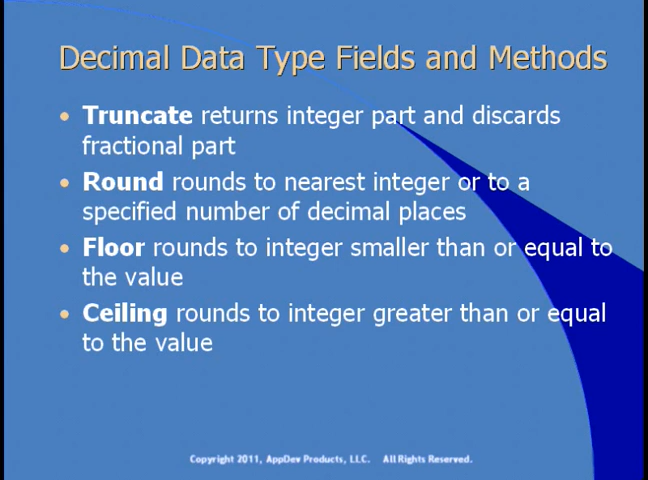 Decimal Data Type Fields and Methods
• Truncate returns integer part and discards
fractional part
• Round rounds to nearest integer or to a
specified number of decimal places
• Floor rounds to integer smaller than or equal to
the value
• Ceiling rounds to integer greater than or equal
to the value
Copyright 2011, AppDev Products, LLC. All Rights Reserved.